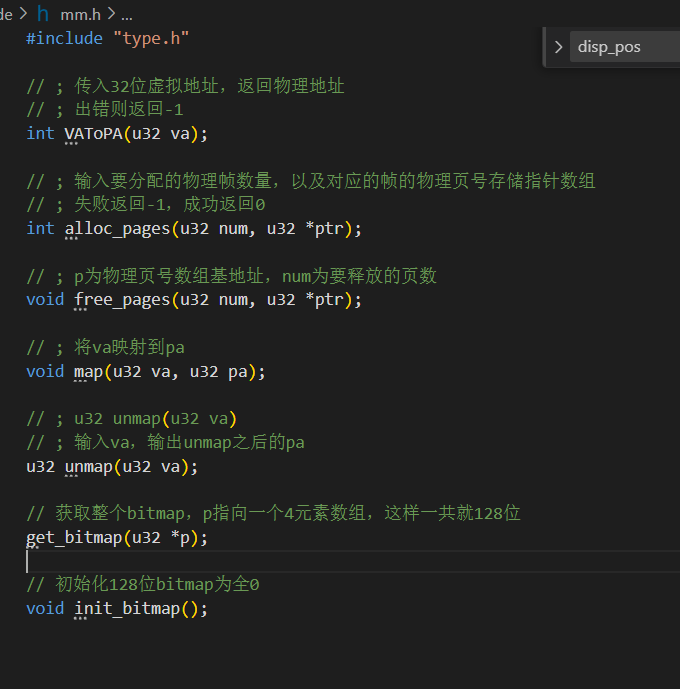 de > h mm.h > ...
> disp_pos
#include "type.h"
// ; 传入32位虚拟地址，返回物理地址
// ; 出错则返回-1
int VAToPA(u32 va);
// ; 输入要分配的物理帧数量，以及对应的帧的物理页号存储指针数组
// ; 失败返回-1，成功返回0
int alloc_pages(u32 num, u32 *ptr);
// ; p为物理页号数组基地址，num为要释放的页数
void free_pages(u32 num, u32 *ptr);
// ; 将va映射到pa
void map(u32 va, u32 pa);
// ; u32 unmap(u32 va)
// ; 输入va，输出unmap之后的pa
u32 unmap(u32 va);
// 获取整个bitmap，p指向一个4元素数组，这样一共就128位
get_bitmap(u32 *p);
// 初始化128位bitmap为全0
void init_bitmap();